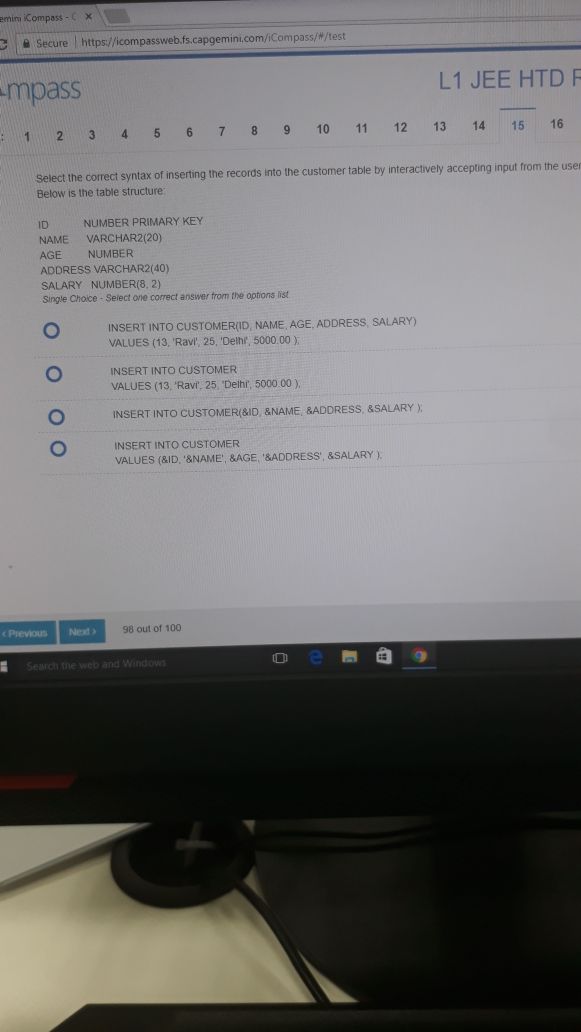 emini iCompass - C x
Secure | https://icompassweb.fs.capgemini.com/iCompass/#/test
mpass
L1 JEE HTD
: 1 2 3 4 5 6 7 8 9 10 11 12 13 14 15 16
Select the correct syntax of inserting the records into the customer table by interactively accepting input from the user
Below is the table structure:
ID NUMBER PRIMARY KEY
NAME VARCHAR2(20)
AGE NUMBER
ADDRESS VARCHAR2(40)
SALARY NUMBER(8, 2)
Single Choice - Select one correct answer from the options list
INSERT INTO CUSTOMER(ID, NAME, AGE, ADDRESS, SALARY)
VALUES (13, 'Ravi', 25, 'Delhi', 5000.00 );
INSERT INTO CUSTOMER
VALUES (13, 'Ravi', 25, 'Delhi', 5000.00 );
INSERT INTO CUSTOMER(&ID, &NAME, &ADDRESS, &SALARY );
INSERT INTO CUSTOMER
VALUES (&ID, '&NAME', &AGE, '&ADDRESS', &SALARY );
< Previous Next > 98 out of 100
Search the web and Windows